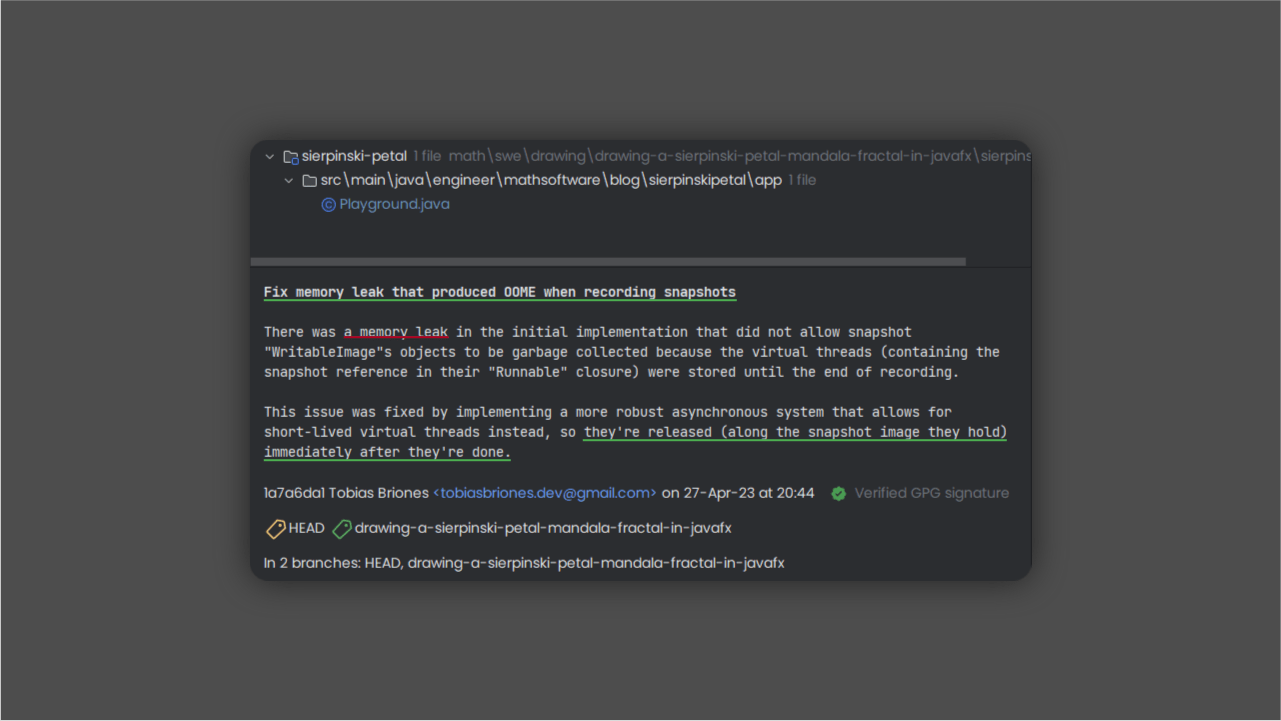 sierpinski-petal 1 file math\swe\drawing\drawing-a-sierpinski-petal-mandala-fractal-in-javafx\sierpins
src\main\java\engineer\mathsoftware\blog\sierpinskipetal\app 1 file
Playground.java
Fix memory leak that produced OOME when recording snapshots
There was a memory leak in the initial implementation that did not allow snapshot
"WritableImage"s objects to be garbage collected because the virtual threads (containing the
snapshot reference in their "Runnable" closure) were stored until the end of recording.
This issue was fixed by implementing a more robust asynchronous system that allows for
short-lived virtual threads instead, so they're released (along the snapshot image they hold)
immediately after they're done.
1a7a6da1 Tobias Briones <tobiasbriones.dev@gmail.com> on 27-Apr-23 at 20:44 Verified GPG signature
HEAD drawing-a-sierpinski-petal-mandala-fractal-in-javafx
In 2 branches: HEAD, drawing-a-sierpinski-petal-mandala-fractal-in-javafx